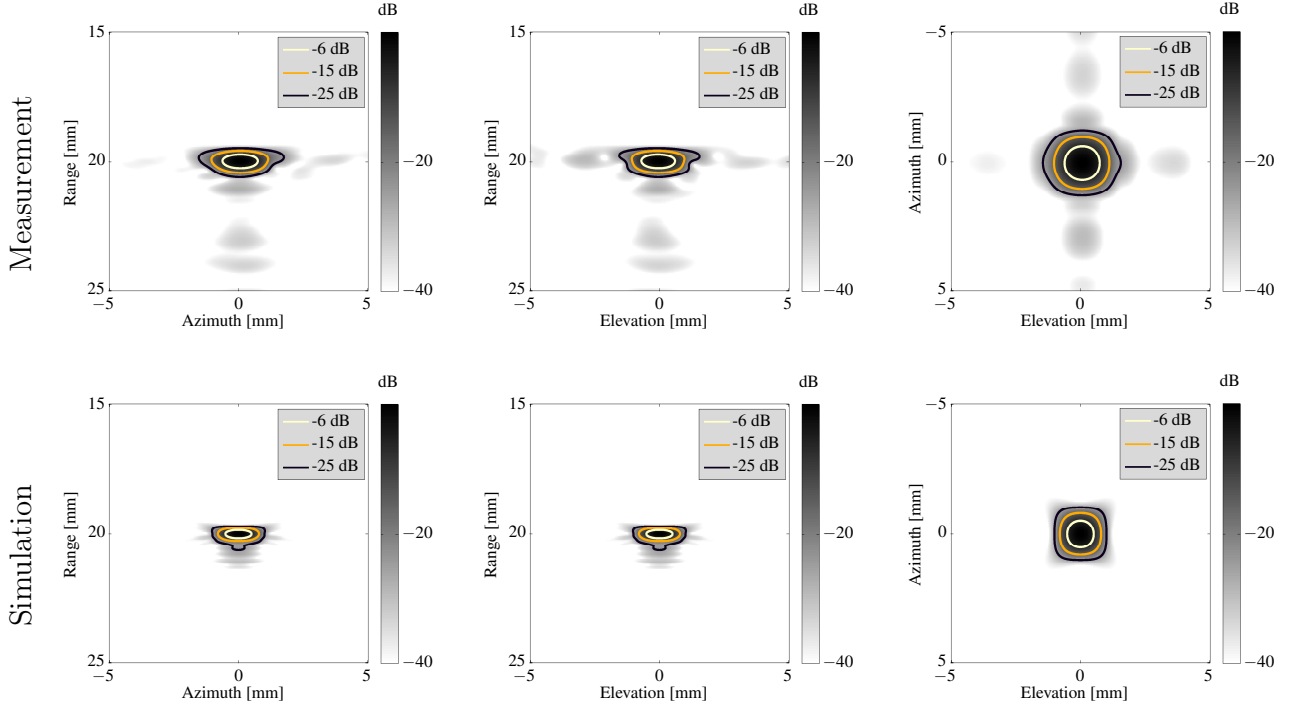 Measurement
dB
15
-6 dB
-15 dB
-25 dB
Range [mm]
20
−20
25
−40
−5
0
5
Azimuth [mm]
dB
15
-6 dB
-15 dB
-25 dB
Range [mm]
20
−20
25
−40
−5
0
5
Elevation [mm]
dB
−5
-6 dB
-15 dB
-25 dB
Azimuth [mm]
0
−20
5
−40
−5
0
5
Elevation [mm]
Simulation
dB
15
-6 dB
-15 dB
-25 dB
Range [mm]
20
−20
25
−40
−5
0
5
Azimuth [mm]
dB
15
-6 dB
-15 dB
-25 dB
Range [mm]
20
−20
25
−40
−5
0
5
Elevation [mm]
dB
−5
-6 dB
-15 dB
-25 dB
Azimuth [mm]
0
−20
5
−40
−5
0
5
Elevation [mm]